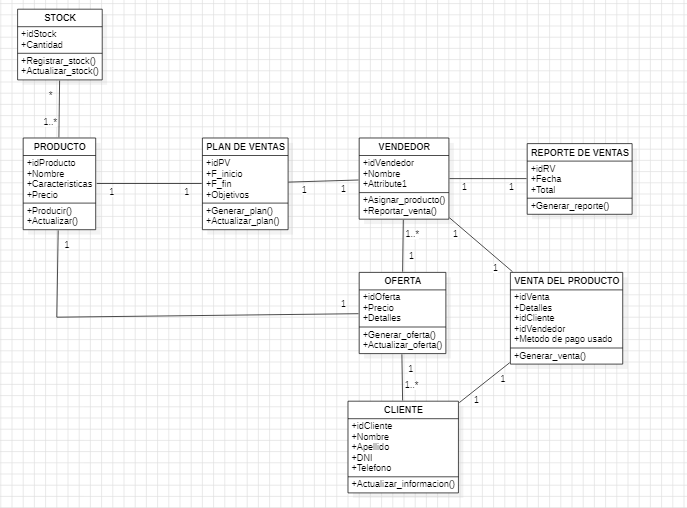 STOCK
+idStock
+Cantidad
+Registrar_stock()
+Actualizar_stock()
*
1..*
PRODUCTO
+idProducto
+Nombre
+Caracteristicas
+Precio
+Producir()
+Actualizar()
1
1
1
PLAN DE VENTAS
+idPV
+F_inicio
+F_fin
+Objetivos
+Generar_plan()
+Actualizar_plan()
1
1
VENDEDOR
+idVendedor
+Nombre
+Attribute1
+Asignar_producto()
+Reportar_venta()
1
1
REPORTE DE VENTAS
+idRV
+Fecha
+Total
+Generar_reporte()
1..*
1
1
1
1
OFERTA
+idOferta
+Precio
+Detalles
+Generar_oferta()
+Actualizar_oferta()
VENTA DEL PRODUCTO
+idVenta
+Detalles
+idCliente
+idVendedor
+Metodo de pago usado
+Generar_venta()
1
1..*
1
1
CLIENTE
+idCliente
+Nombre
+Apellido
+DNI
+Telefono
+Actualizar_informacion()